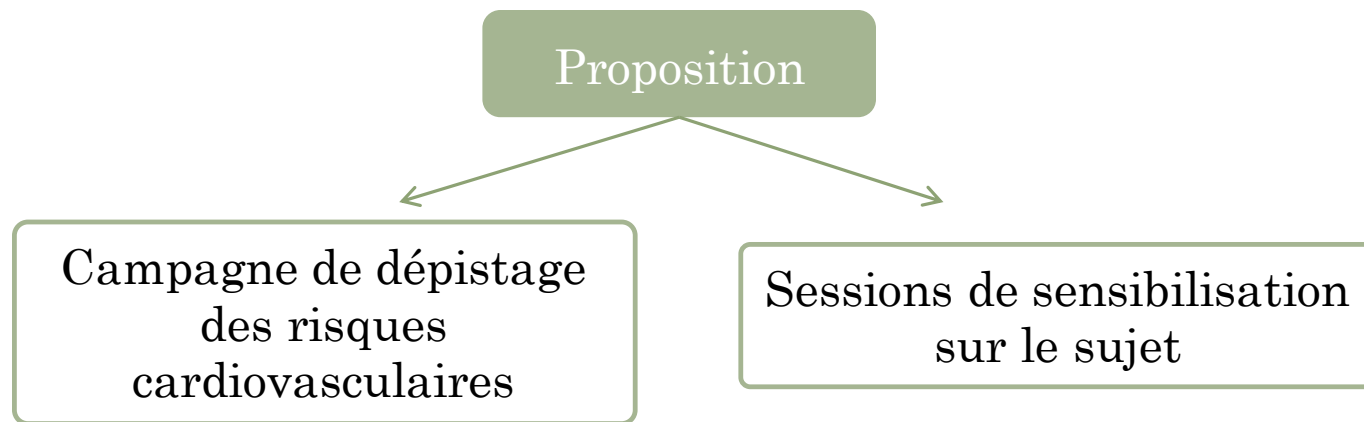 Proposition
Campagne de dépistage
des risques
cardiovasculaires
Sessions de sensibilisation
sur le sujet